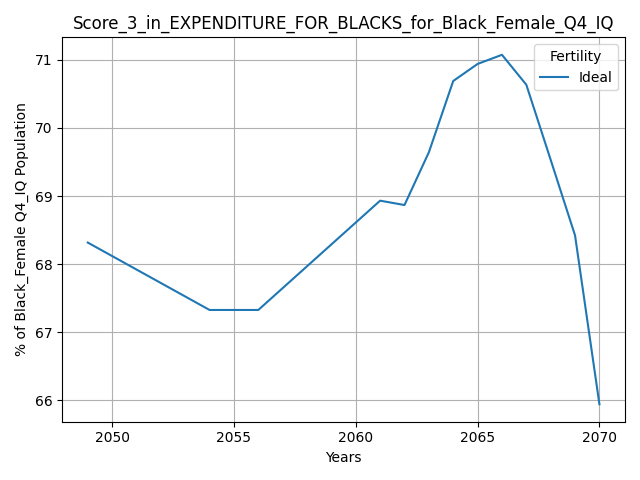 Score_3_in_EXPENDITURE_FOR_BLACKS_for_Black_Female_Q4_IQ
Fertility
Ideal
71
70
69
68
67
66
% of Black_Female Q4_IQ Population
2050 2055 2060 2065 2070
Years